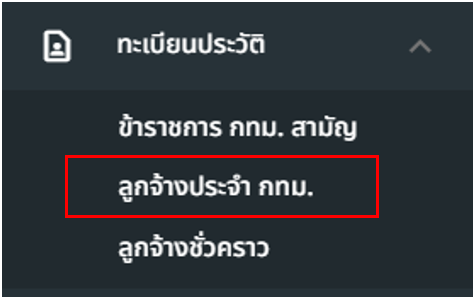 ทะเบียนประวัติ
ข้าราชการ กทม. สามัญ
ลูกจ้างประจำ กทม.
ลูกจ้างชั่วคราว